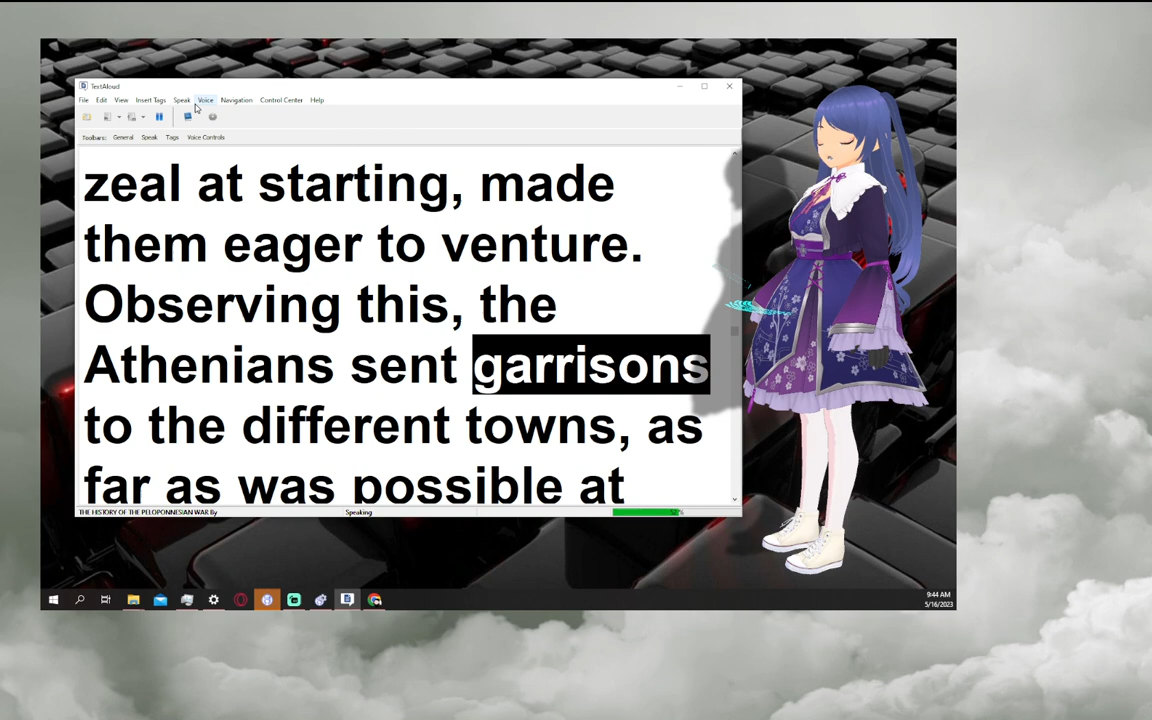 TextAloud
File Edit View Insert Tags Speak Voice Navigation Control Center Help
Toolbars: General Speak Tags Voice Controls
zeal at starting, made
them eager to venture.
Observing this, the
Athenians sent garrisons
to the different towns, as
far as was possible at
THE HISTORY OF THE PELOPONNESIAN WAR By Speaking
9:44 AM
5/16/2023